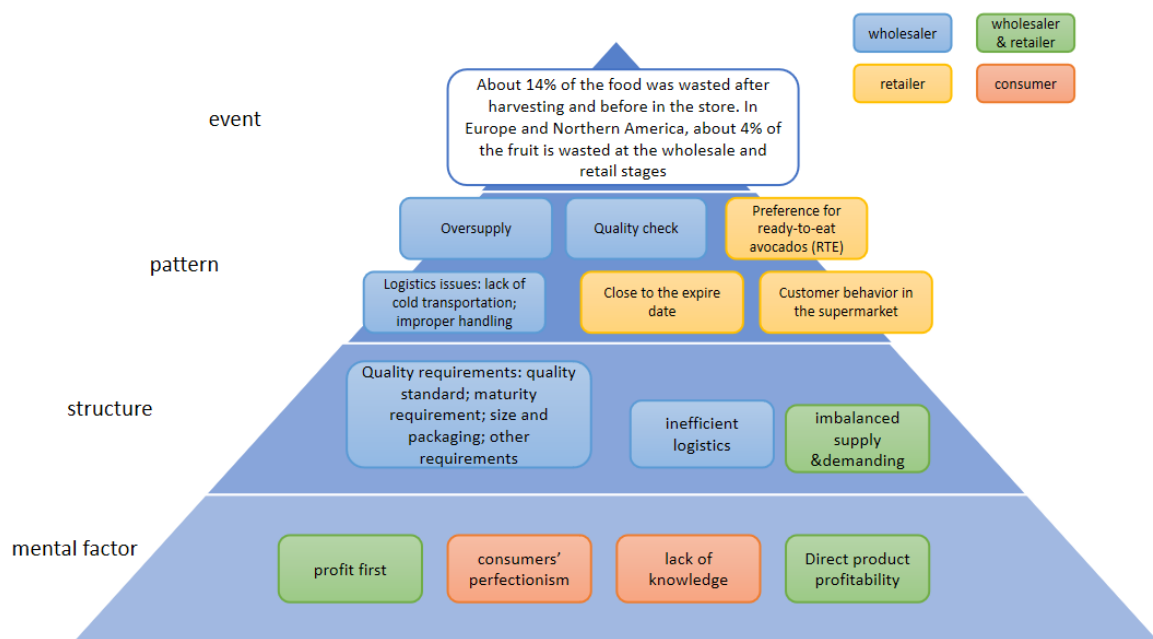 wholesaler
wholesaler
& retailer
retailer
consumer
event
About 14% of the food was wasted after
harvesting and before in the store. In
Europe and Northern America, about 4% of
the fruit is wasted at the wholesale and
retail stages
pattern
Oversupply
Quality check
Preference for
ready-to-eat
avocados (RTE)
Logistics issues: lack of
cold transportation;
improper handling
Close to the expire
date
Customer behavior in
the supermarket
structure
Quality requirements: quality
standard; maturity
requirement; size and
packaging; other
requirements
inefficient
logistics
imbalanced
supply
&demanding
mental factor
profit first
consumers’
perfectionism
lack of
knowledge
Direct product
profitability